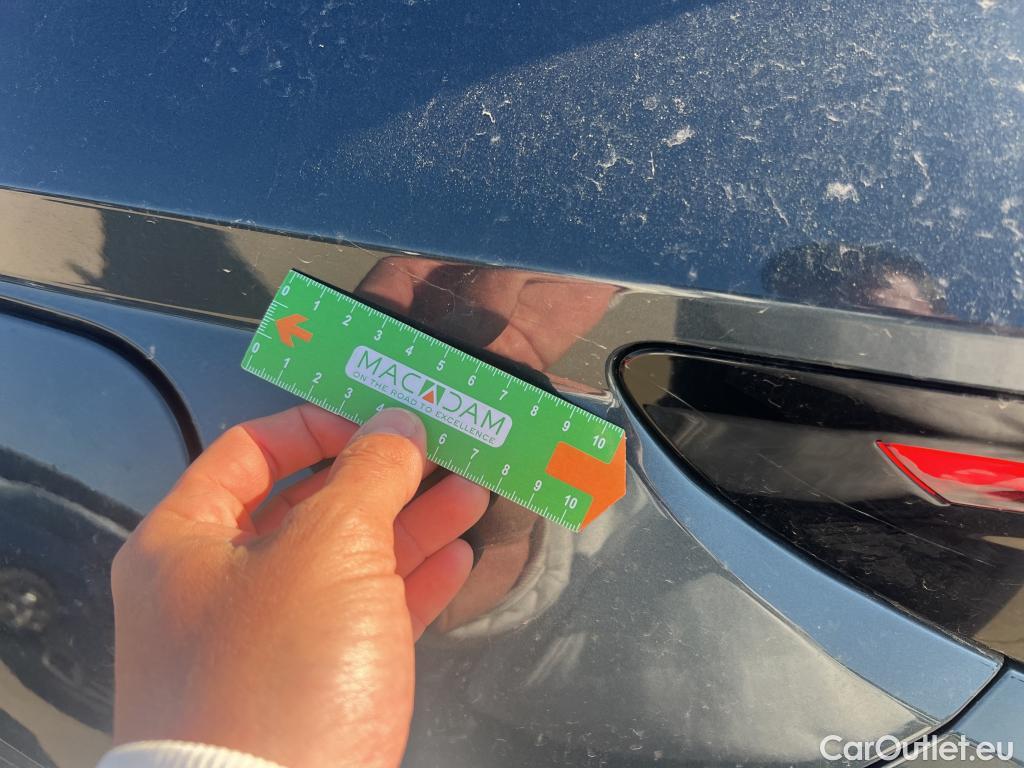 0 1 2 3 4 5 6 7 8 9 10
MACADAM
ON THE ROAD TO EXCELLENCE
0 1 2 3 4 6 7 8 9 10
CarOutlet.eu